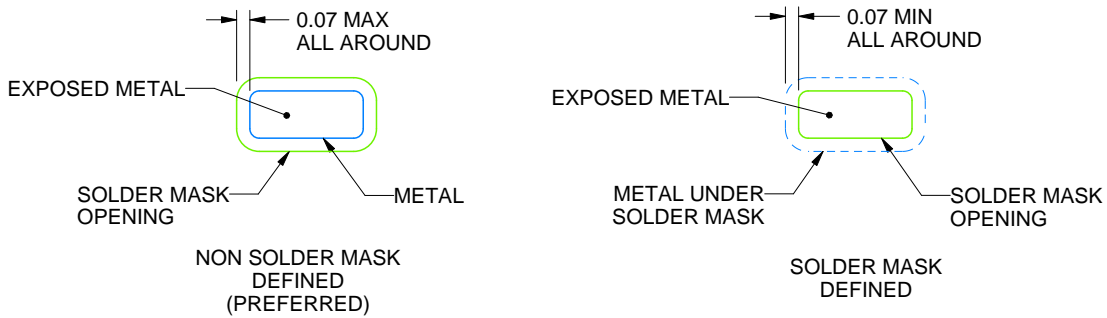 0.07 MAX
ALL AROUND
EXPOSED METAL
SOLDER MASK
OPENING
METAL
NON SOLDER MASK
DEFINED
(PREFERRED)
0.07 MIN
ALL AROUND
EXPOSED METAL
METAL UNDER
SOLDER MASK
SOLDER MASK
OPENING
SOLDER MASK
DEFINED